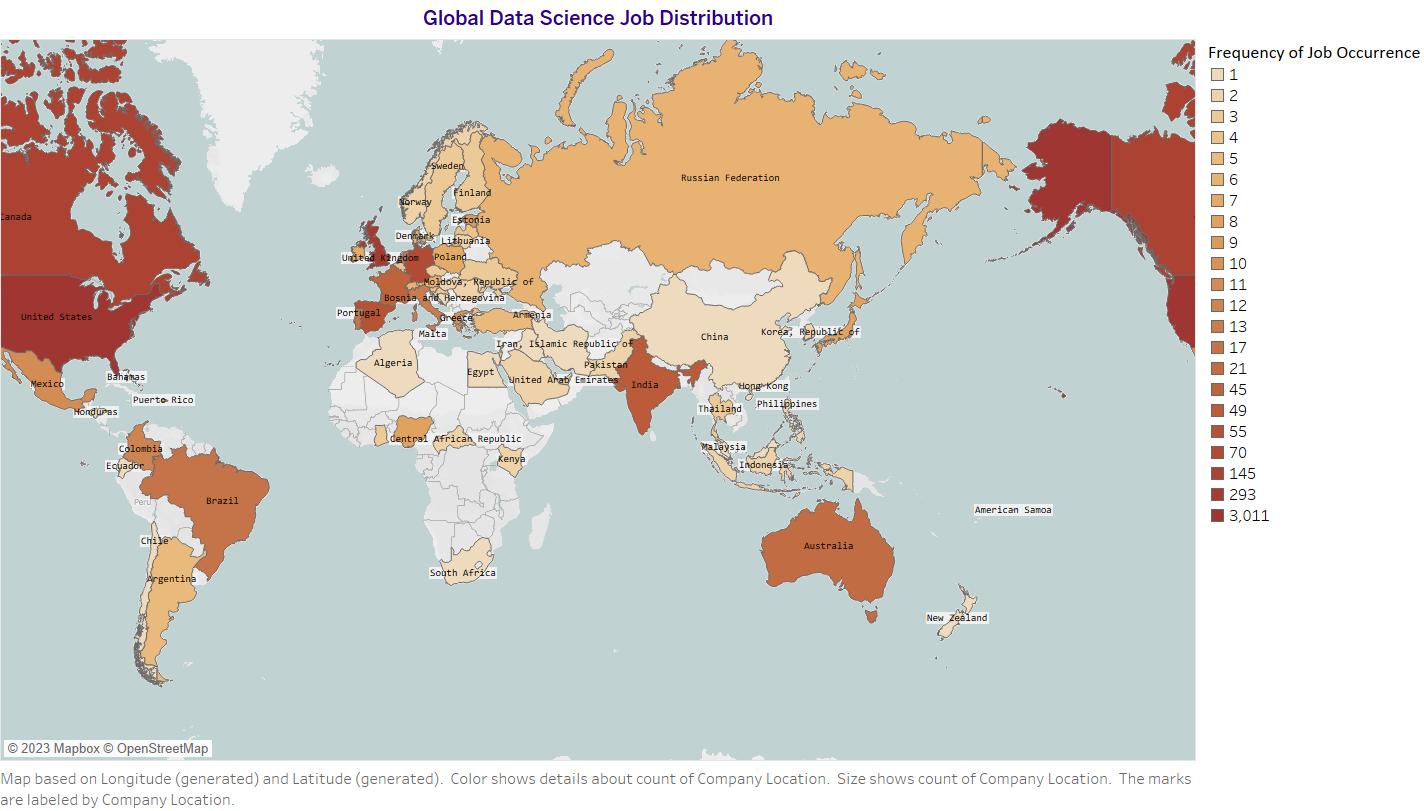 Global Data Science Job Distribution
Frequency of Job Occurrence
1
2
3
4
5
6
7
8
9
10
11
12
13
17
21
45
49
55
70
145
293
3,011
Sweden
Russian Federation
Finland
Norway
Canada
Estonia
Denmark
Lithuania
United Kingdom
Poland
Moldova, Republic of
Bosnia and Herzegovina
Portugal
United States
Greece
Armenia
Malta
Korea, Republic of
China
Iran, Islamic Republic of
Algeria
Pakistan
Egypt
United Arab Emirates
India
Bahamas
Mexico
Hong Kong
Puerto Rico
Philippines
Honduras
Thailand
Central African Republic
Colombia
Malaysia
Kenya
Ecuador
Indonesia
Brazil
Peru
American Samoa
Chile
Australia
South Africa
Argentina
New Zealand
© 2023 Mapbox © OpenStreetMap
Map based on Longitude (generated) and Latitude (generated).  Color shows details about count of Company Location.  Size shows count of Company Location.  The marks
are labeled by Company Location.